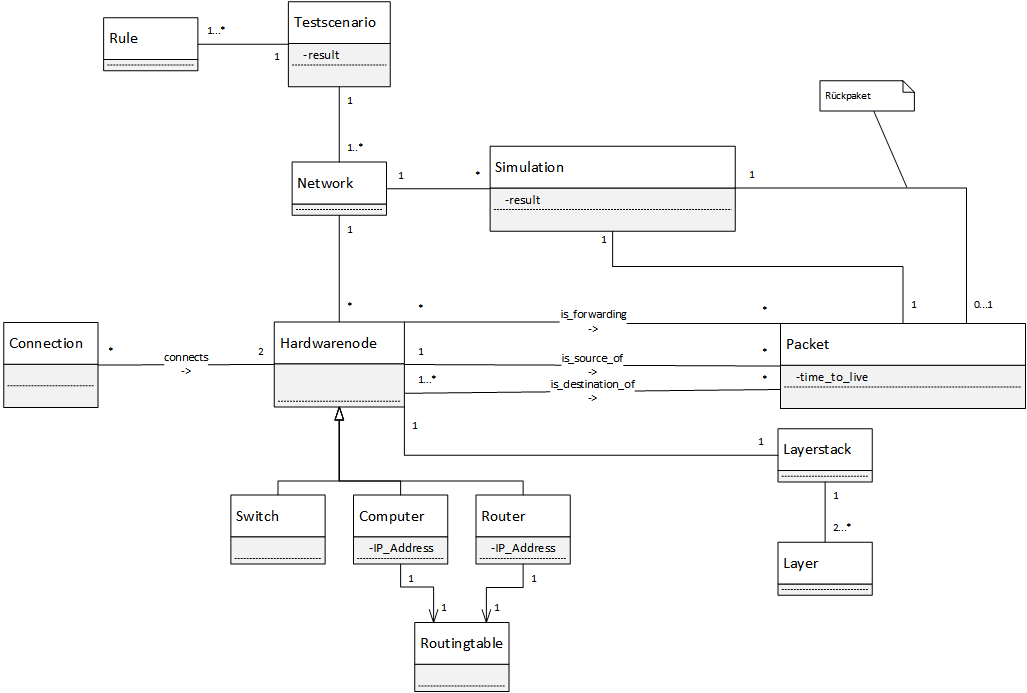 Testscenario
-result
Rule
1...*
1
1
1..*
Rückpaket
Network
1
*
Simulation
-result
1
1
1
1
0...1
*
*
is_forwarding
->
*
Connection
*
connects
->
2
Hardwarenode
1
is_source_of
->
*
1...*
is_destination_of
->
*
Packet
-time_to_live
1
1
Layerstack
1
2...*
Layer
Switch
Computer
-IP_Address
Router
-IP_Address
1
1
1
1
Routingtable